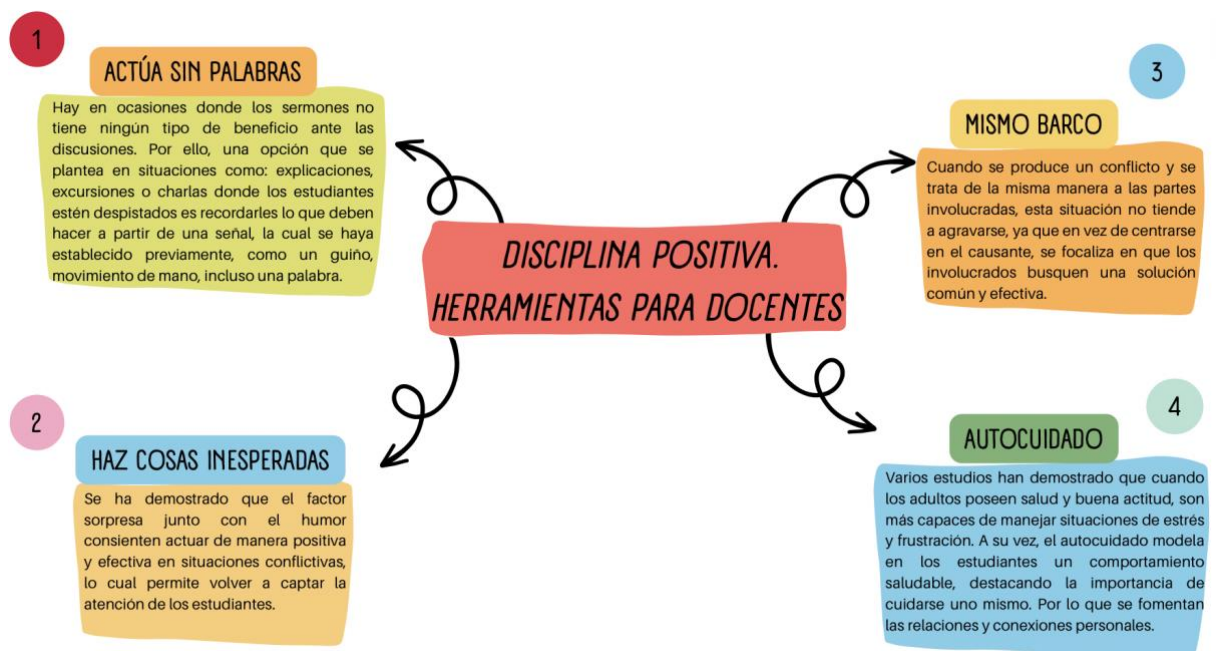 DISCIPLINA POSITIVA.
HERRAMIENTAS PARA DOCENTES
1
ACTÚA SIN PALABRAS
Hay en ocasiones donde los sermones no
tiene ningún tipo de beneficio ante las
discusiones. Por ello, una opción que se
plantea en situaciones como: explicaciones,
excursiones o charlas donde los estudiantes
estén despistados es recordarles lo que deben
hacer a partir de una señal, la cual se haya
establecido previamente, como un guiño,
movimiento de mano, incluso una palabra.
2
HAZ COSAS INESPERADAS
Se ha demostrado que el factor
sorpresa junto con el humor
consienten actuar de manera positiva
y efectiva en situaciones conflictivas,
lo cual permite volver a captar la
atención de los estudiantes.
3
MISMO BARCO
Cuando se produce un conflicto y se
trata de la misma manera a las partes
involucradas, esta situación no tiende
a agravarse, ya que en vez de centrarse
en el causante, se focaliza en que los
involucrados busquen una solución
común y efectiva.
4
AUTOCUIDADO
Varios estudios han demostrado que cuando
los adultos poseen salud y buena actitud, son
más capaces de manejar situaciones de estrés
y frustración. A su vez, el autocuidado modela
en los estudiantes un comportamiento
saludable, destacando la importancia de
cuidarse uno mismo. Por lo que se fomentan
las relaciones y conexiones personales.